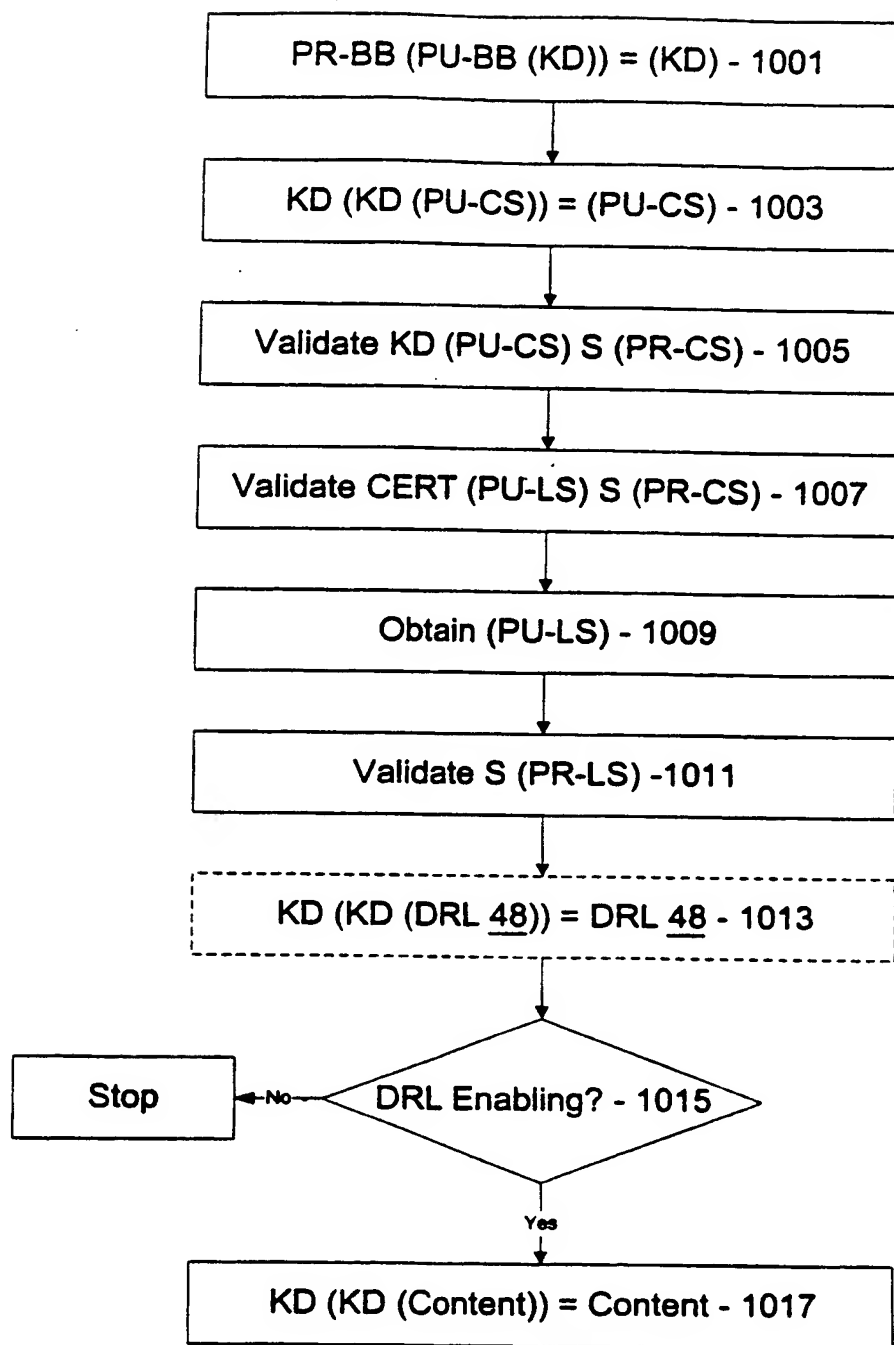 PR-BB (PU-BB (KD)) = (KD) - 1001
KD (KD (PU-CS)) = (PU-CS) - 1003
Validate KD (PU-CS) S (PR-CS) - 1005
Validate CERT (PU-LS) S (PR-CS) - 1007
Obtain (PU-LS) - 1009
Validate S (PR-LS) -1011
KD (KD (DRL 48)) = DRL 48 - 1013
DRL Enabling? - 1015
No
Stop
Yes
KD (KD (Content)) = Content - 1017